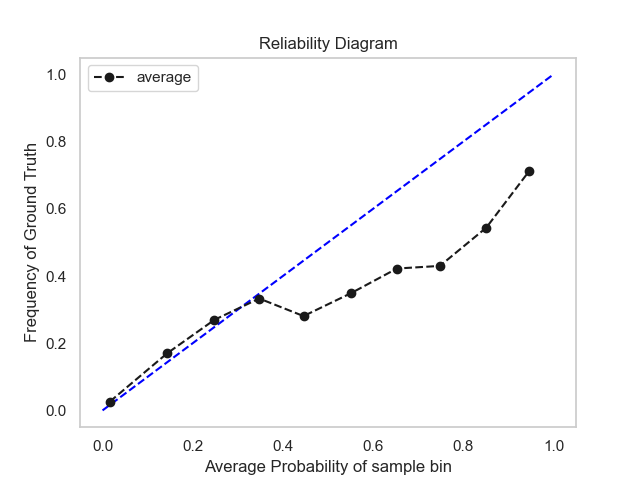 Reliability Diagram
average
1.0
0.8
0.6
0.4
0.2
0.0
Frequency of Ground Truth
0.0 0.2 0.4 0.6 0.8 1.0
Average Probability of sample bin